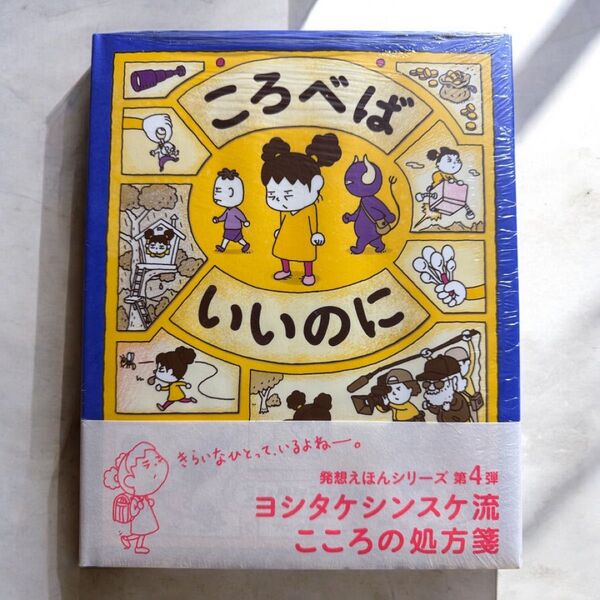 ころべば
いいのに
きらいなひとって、いるよねー。
発想えほんシリーズ 第4弾
ヨシタケシンスケ流
こころの処方箋